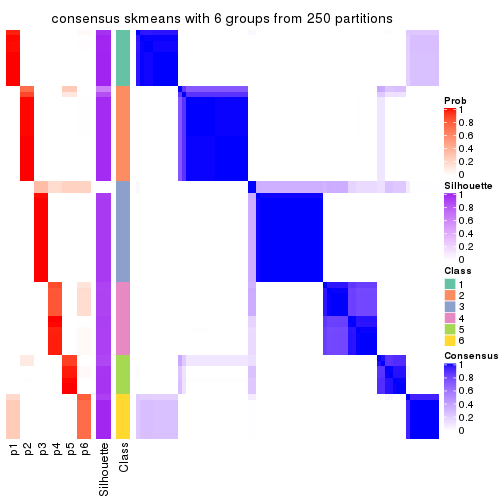 consensus skmeans with 6 groups from 250 partitions
Prob
1
0.8
0.6
0.4
0.2
0
Silhouette
1
0.8
0.6
0.4
0.2
0
Class
1
2
3
4
5
6
Consensus
1
0.8
0.6
0.4
0.2
0
p1
p2
p3
p4
p5
p6
Silhouette
Class